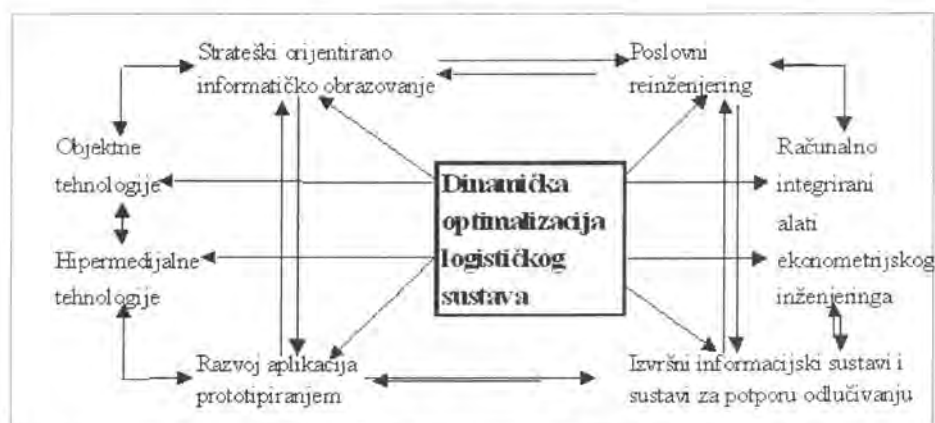 Strateški orijentirano
informatičko obrazovanje
Poslovni
reinženjering
Objektne
tehnologije
Računalno
integrirani
alati
ekonometrijskog
inženjeringa
Dinamička
optimalizacija
logističkog
sustava
Hipermedijalne
tehnologije
Razvoj aplikacija
prototipiranjem
Izvršni informacijski sustavi i
sustavi za potporu odlučivanju